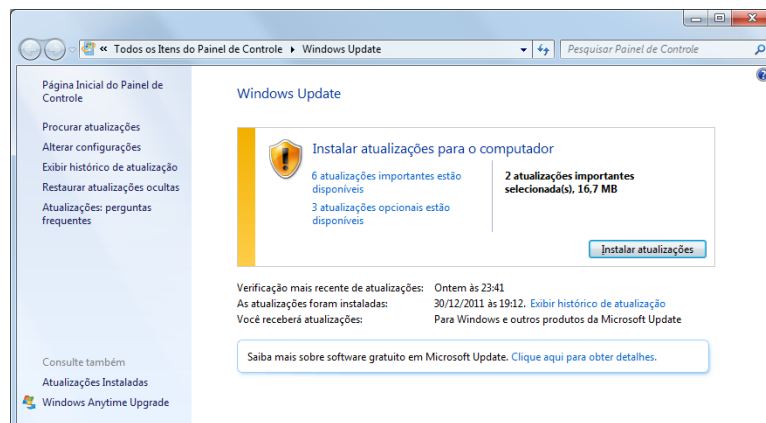 « Todos os Itens do Painel de Controle ▸ Windows Update
Pesquisar Painel de Controle
Página Inicial do Painel de
Controle
Procurar atualizações
Alterar configurações
Exibir histórico de atualização
Restaurar atualizações ocultas
Atualizações: perguntas
frequentes
Consulte também
Atualizações Instaladas
Windows Anytime Upgrade
Windows Update
Instalar atualizações para o computador
6 atualizações importantes estão
disponíveis
3 atualizações opcionais estão
disponíveis
2 atualizações importantes
selecionada(s), 16,7 MB
Instalar atualizações
Verificação mais recente de atualizações: Ontem às 23:41
As atualizações foram instaladas: 30/12/2011 às 19:12. Exibir histórico de atualização
Você receberá atualizações: Para Windows e outros produtos da Microsoft Update
Saiba mais sobre software gratuito em Microsoft Update. Clique aqui para obter detalhes.